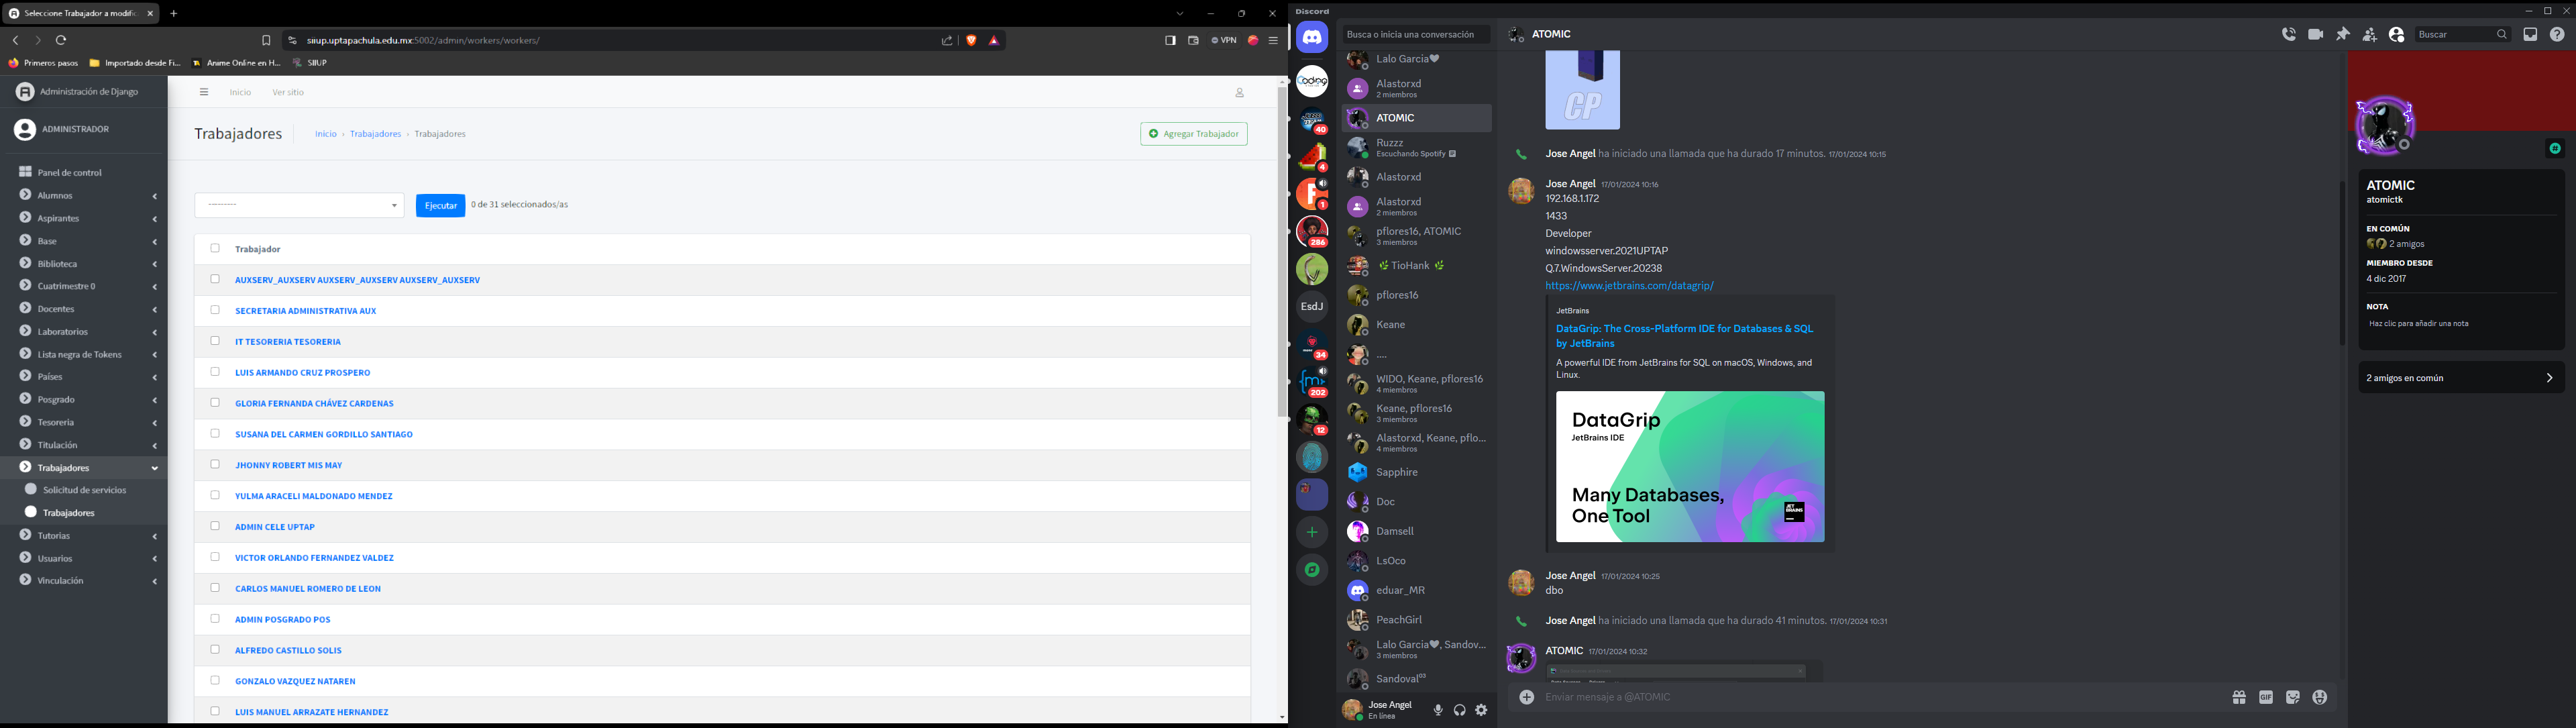 Seleccione Trabajador a modific
siiup.uptapachula.edu.mx:5002/admin/workers/workers/
VPN
Primeros pasos
Importado desde Fi...
Anime Online en H...
SIIUP
Administración de Django
ADMINISTRADOR
Panel de control
Alumnos
Aspirantes
Base
Biblioteca
Cuatrimestre 0
Docentes
Laboratorios
Lista negra de Tokens
Países
Posgrado
Tesoreria
Titulación
Trabajadores
Solicitud de servicios
Trabajadores
Tutorias
Usuarios
Vinculación
Inicio
Ver sitio
Trabajadores
Inicio › Trabajadores › Trabajadores
Agregar Trabajador
---------
Ejecutar
0 de 31 seleccionados/as
Trabajador
AUXSERV_AUXSERV AUXSERV_AUXSERV AUXSERV_AUXSERV
SECRETARIA ADMINISTRATIVA AUX
IT TESORERIA TESORERIA
LUIS ARMANDO CRUZ PROSPERO
GLORIA FERNANDA CHÁVEZ CARDENAS
SUSANA DEL CARMEN GORDILLO SANTIAGO
JHONNY ROBERT MIS MAY
YULMA ARACELI MALDONADO MENDEZ
ADMIN CELE UPTAP
VICTOR ORLANDO FERNANDEZ VALDEZ
CARLOS MANUEL ROMERO DE LEON
ADMIN POSGRADO POS
ALFREDO CASTILLO SOLIS
GONZALO VAZQUEZ NATAREN
LUIS MANUEL ARRAZATE HERNANDEZ
Discord
40
4
1
286
EsdJ
34
202
12
Busca o inicia una conversación
Lalo Garcia🖤
Alastorxd
2 miembros
ATOMIC
Ruzzz
Escuchando Spotify
Alastorxd
Alastorxd
2 miembros
pflores16, ATOMIC
3 miembros
🌿 TioHank 🌿
pflores16
Keane
....
WIDO, Keane, pflores16
4 miembros
Keane, pflores16
3 miembros
Alastorxd, Keane, pflo...
4 miembros
Sapphire
Doc
Damsell
LsOco
eduar_MR
PeachGirl
Lalo Garcia🖤, Sandov...
3 miembros
Sandoval⁰³
Jose Angel
En línea
ATOMIC
Buscar
CP
Jose Angel ha iniciado una llamada que ha durado 17 minutos. 17/01/2024 10:15
Jose Angel 17/01/2024 10:16
192.168.1.172
1433
Developer
windowsserver.2021UPTAP
Q.7.WindowsServer.20238
https://www.jetbrains.com/datagrip/
JetBrains
DataGrip: The Cross-Platform IDE for Databases & SQL
by JetBrains
A powerful IDE from JetBrains for SQL on macOS, Windows, and
Linux.
DataGrip
JetBrains IDE
Many Databases,
One Tool
JET
BRAINS
Jose Angel 17/01/2024 10:25
dbo
Jose Angel ha iniciado una llamada que ha durado 41 minutos. 17/01/2024 10:31
ATOMIC 17/01/2024 10:32
Enviar mensaje a @ATOMIC
GIF
ATOMIC
atomictk
EN COMÚN
2 amigos
MIEMBRO DESDE
4 dic 2017
NOTA
Haz clic para añadir una nota
2 amigos en común